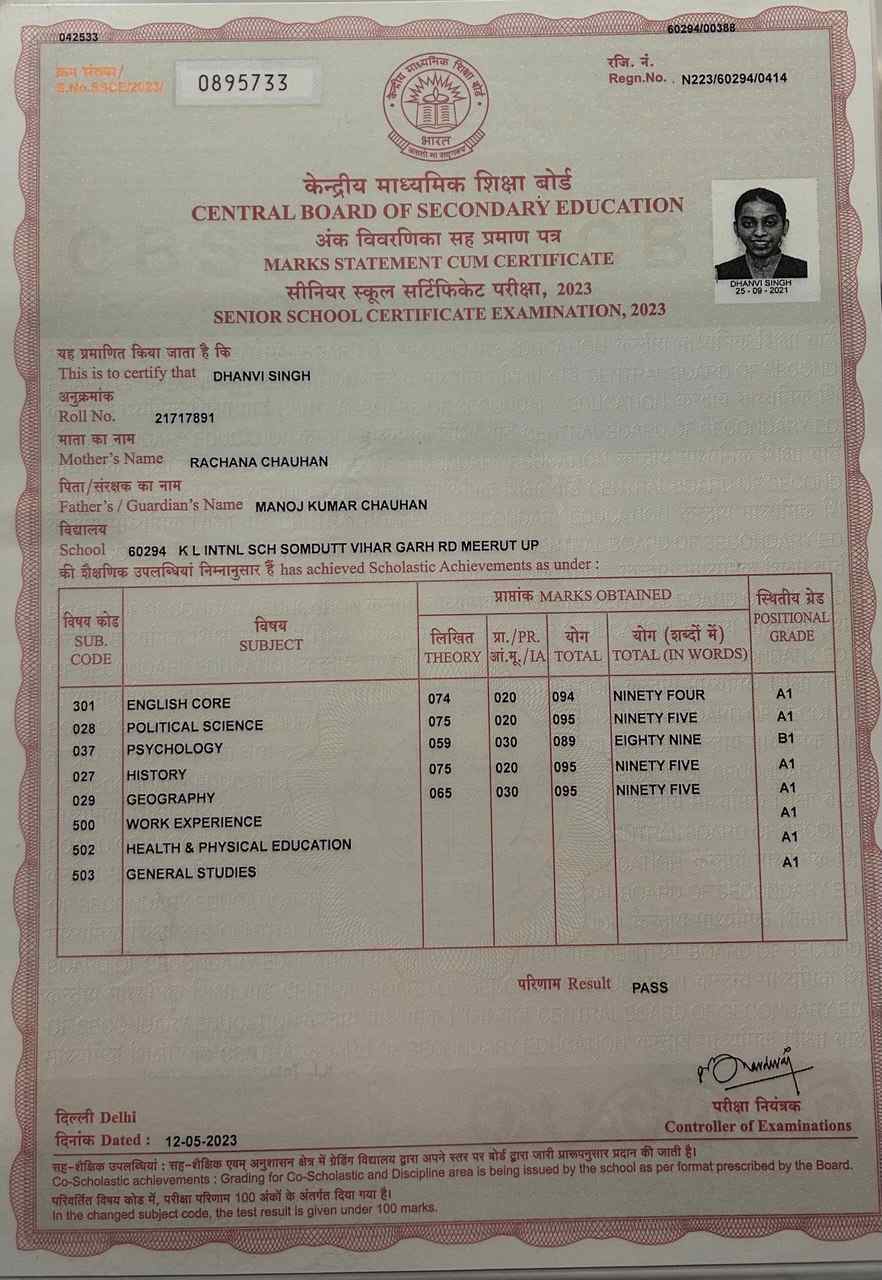 042533
60294/00388
क्रम संख्या/
S.No.SSCE/2023/
0895733
रजि. नं.
Regn.No. . N223/60294/0414
केन्द्रीय माध्यमिक शिक्षा बोर्ड
भारत
असतो मा सद्गमय
केन्द्रीय माध्यमिक शिक्षा बोर्ड
CENTRAL BOARD OF SECONDARY EDUCATION
अंक विवरणिका सह प्रमाण पत्र
MARKS STATEMENT CUM CERTIFICATE
सीनियर स्कूल सर्टिफिकेट परीक्षा, 2023
SENIOR SCHOOL CERTIFICATE EXAMINATION, 2023
DHANVI SINGH
25 - 09 - 2021
यह प्रमाणित किया जाता है कि
This is to certify that DHANVI SINGH
अनुक्रमांक
Roll No. 21717891
माता का नाम
Mother's Name RACHANA CHAUHAN
पिता/संरक्षक का नाम
Father's / Guardian's Name MANOJ KUMAR CHAUHAN
विद्यालय
School 60294 K L INTNL SCH SOMDUTT VIHAR GARH RD MEERUT UP
की शैक्षणिक उपलब्धियां निम्नानुसार हैं has achieved Scholastic Achievements as under :
विषय कोड
SUB.
CODE
विषय
SUBJECT
प्राप्तांक MARKS OBTAINED
लिखित
THEORY
प्रा./PR.
आं.मू./IA
योग
TOTAL
योग (शब्दों में)
TOTAL (IN WORDS)
स्थितीय ग्रेड
POSITIONAL
GRADE
301 ENGLISH CORE 074 020 094 NINETY FOUR A1
028 POLITICAL SCIENCE 075 020 095 NINETY FIVE A1
037 PSYCHOLOGY 059 030 089 EIGHTY NINE B1
027 HISTORY 075 020 095 NINETY FIVE A1
029 GEOGRAPHY 065 030 095 NINETY FIVE A1
500 WORK EXPERIENCE A1
502 HEALTH & PHYSICAL EDUCATION A1
503 GENERAL STUDIES A1
परिणाम Result PASS
दिल्ली Delhi
दिनांक Dated : 12-05-2023
परीक्षा नियंत्रक
Controller of Examinations
सह-शैक्षिक उपलब्धियां : सह-शैक्षिक एवम् अनुशासन क्षेत्र में ग्रेडिंग विद्यालय द्वारा अपने स्तर पर बोर्ड द्वारा जारी प्रारूपनुसार प्रदान की जाती है।
Co-Scholastic achievements : Grading for Co-Scholastic and Discipline area is being issued by the school as per format prescribed by the Board.
परिवर्तित विषय कोड में, परीक्षा परिणाम 100 अंकों के अंतर्गत दिया गया है।
In the changed subject code, the test result is given under 100 marks.